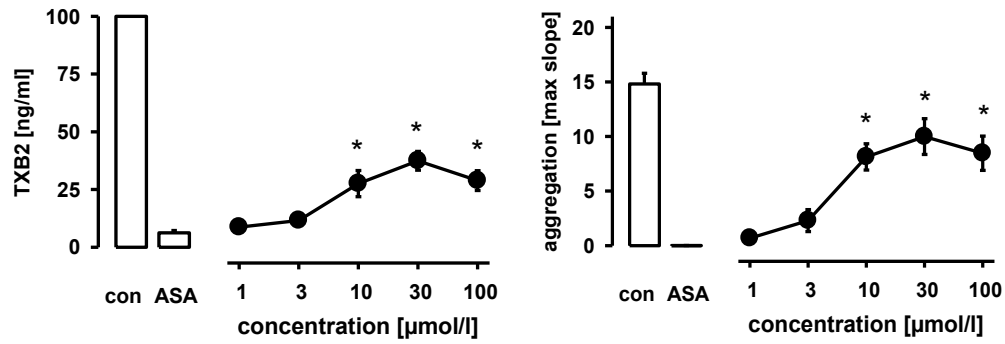 TXB2 [ng/ml]
100
75
50
25
0
con ASA
* * *
1 3 10 30 100
concentration [µmol/l]
aggregation [max slope]
20
15
10
5
0
con ASA
* * *
1 3 10 30 100
concentration [µmol/l]